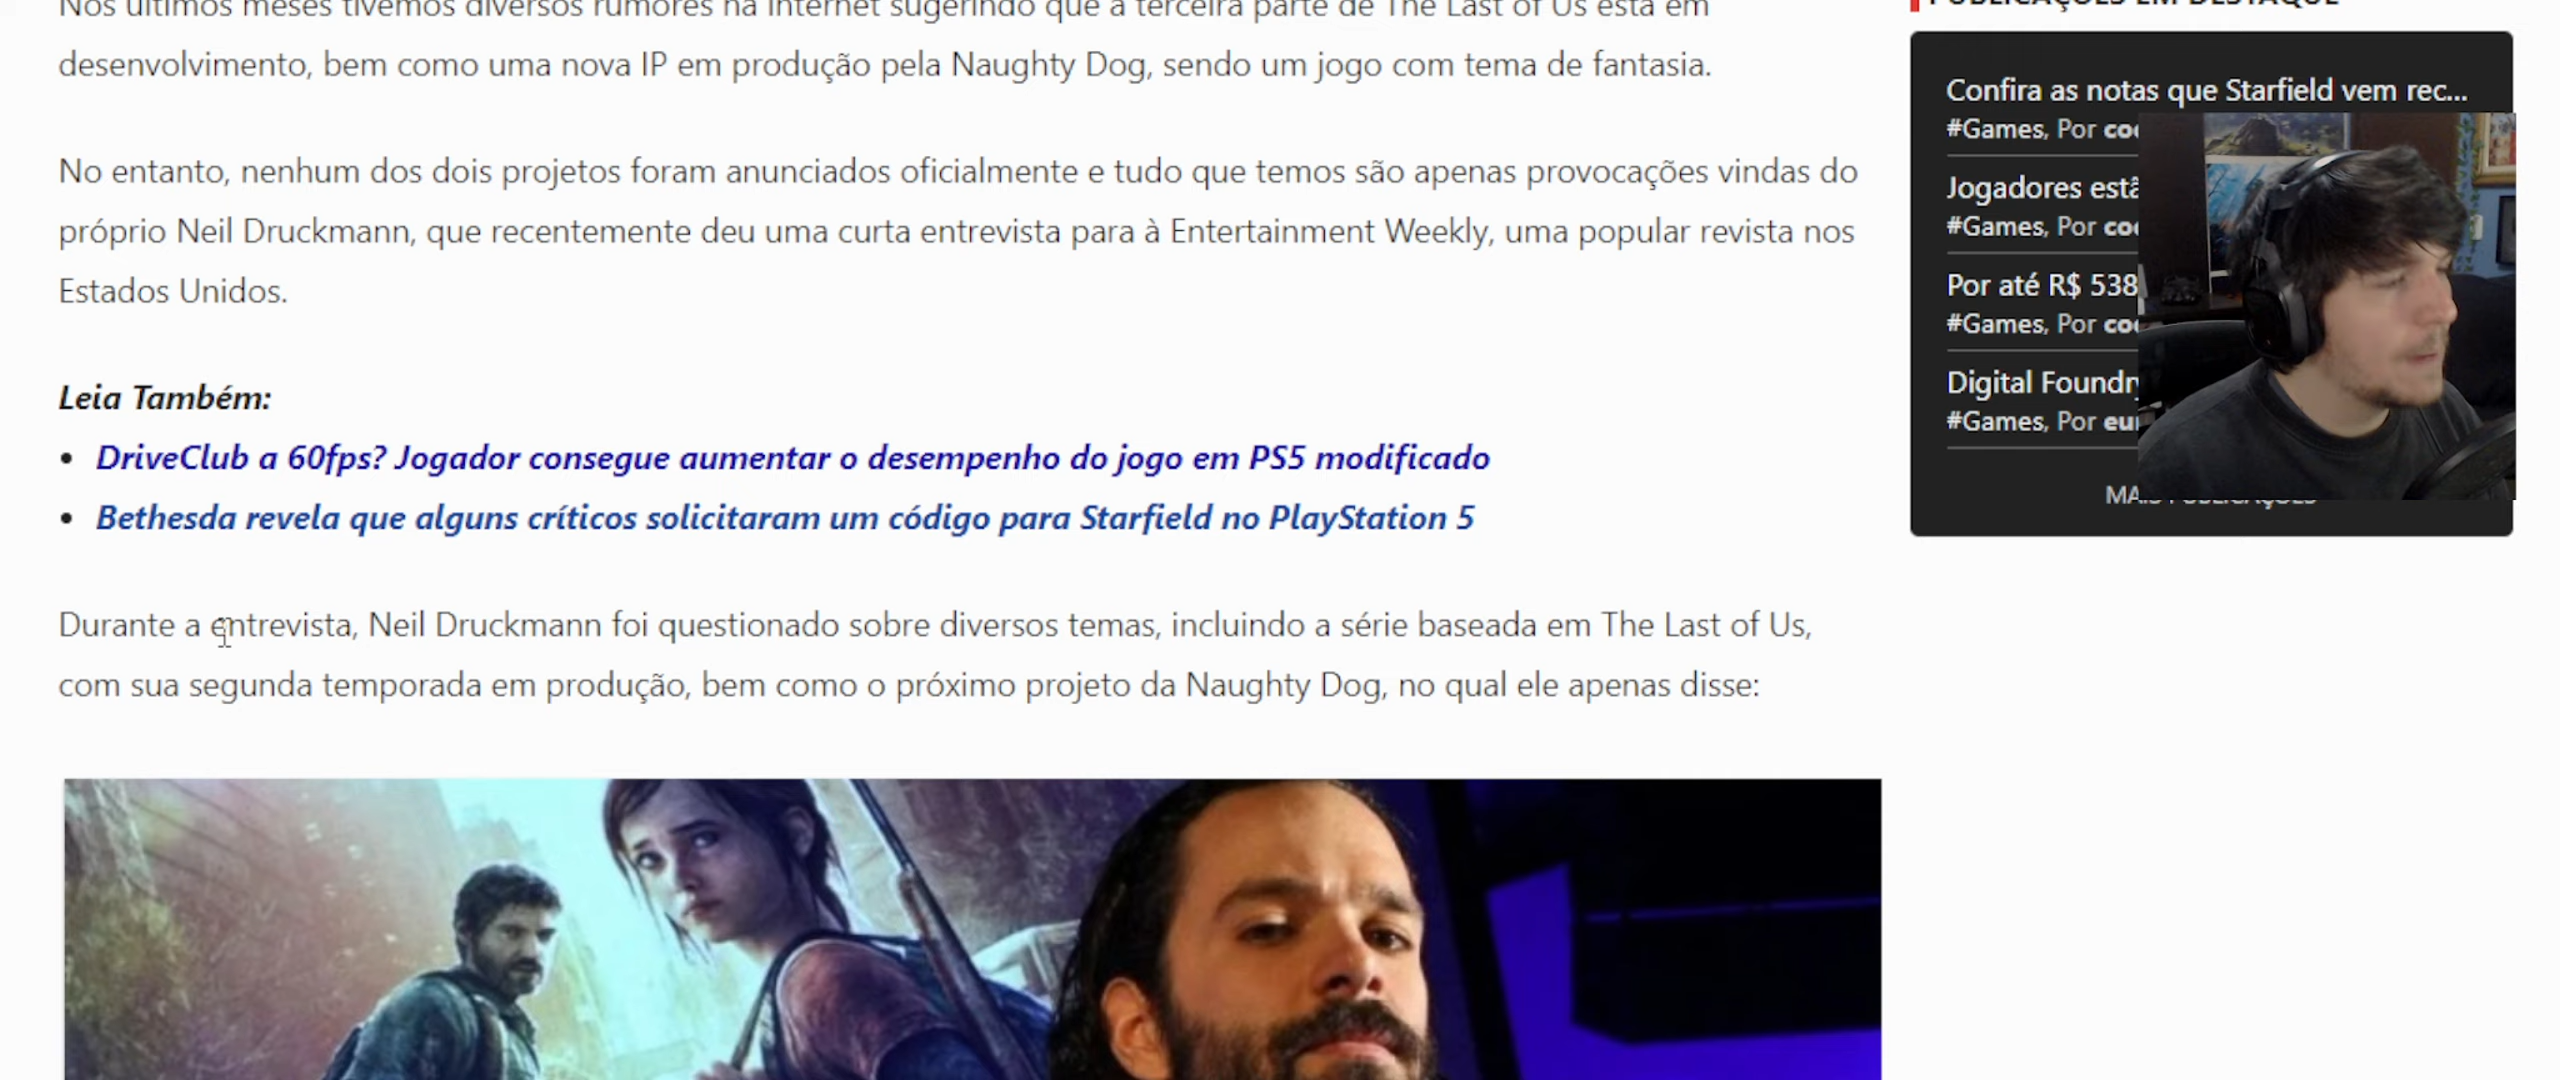 Nos últimos meses tivemos diversos rumores na internet sugerindo que a terceira parte de The Last of Us está em
desenvolvimento, bem como uma nova IP em produção pela Naughty Dog, sendo um jogo com tema de fantasia.
No entanto, nenhum dos dois projetos foram anunciados oficialmente e tudo que temos são apenas provocações vindas do
próprio Neil Druckmann, que recentemente deu uma curta entrevista para à Entertainment Weekly, uma popular revista nos
Estados Unidos.
Leia Também:
• DriveClub a 60fps? Jogador consegue aumentar o desempenho do jogo em PS5 modificado
• Bethesda revela que alguns críticos solicitaram um código para Starfield no PlayStation 5
Durante a entrevista, Neil Druckmann foi questionado sobre diversos temas, incluindo a série baseada em The Last of Us,
com sua segunda temporada em produção, bem como o próximo projeto da Naughty Dog, no qual ele apenas disse:
PUBLICAÇÕES EM DESTAQUE
Confira as notas que Starfield vem rec...
#Games, Por
Jogadores
#Games, Por
Por até R$ 538
#Games, Por
Digital
#Games, Por
MAIS PUBLICAÇÕES